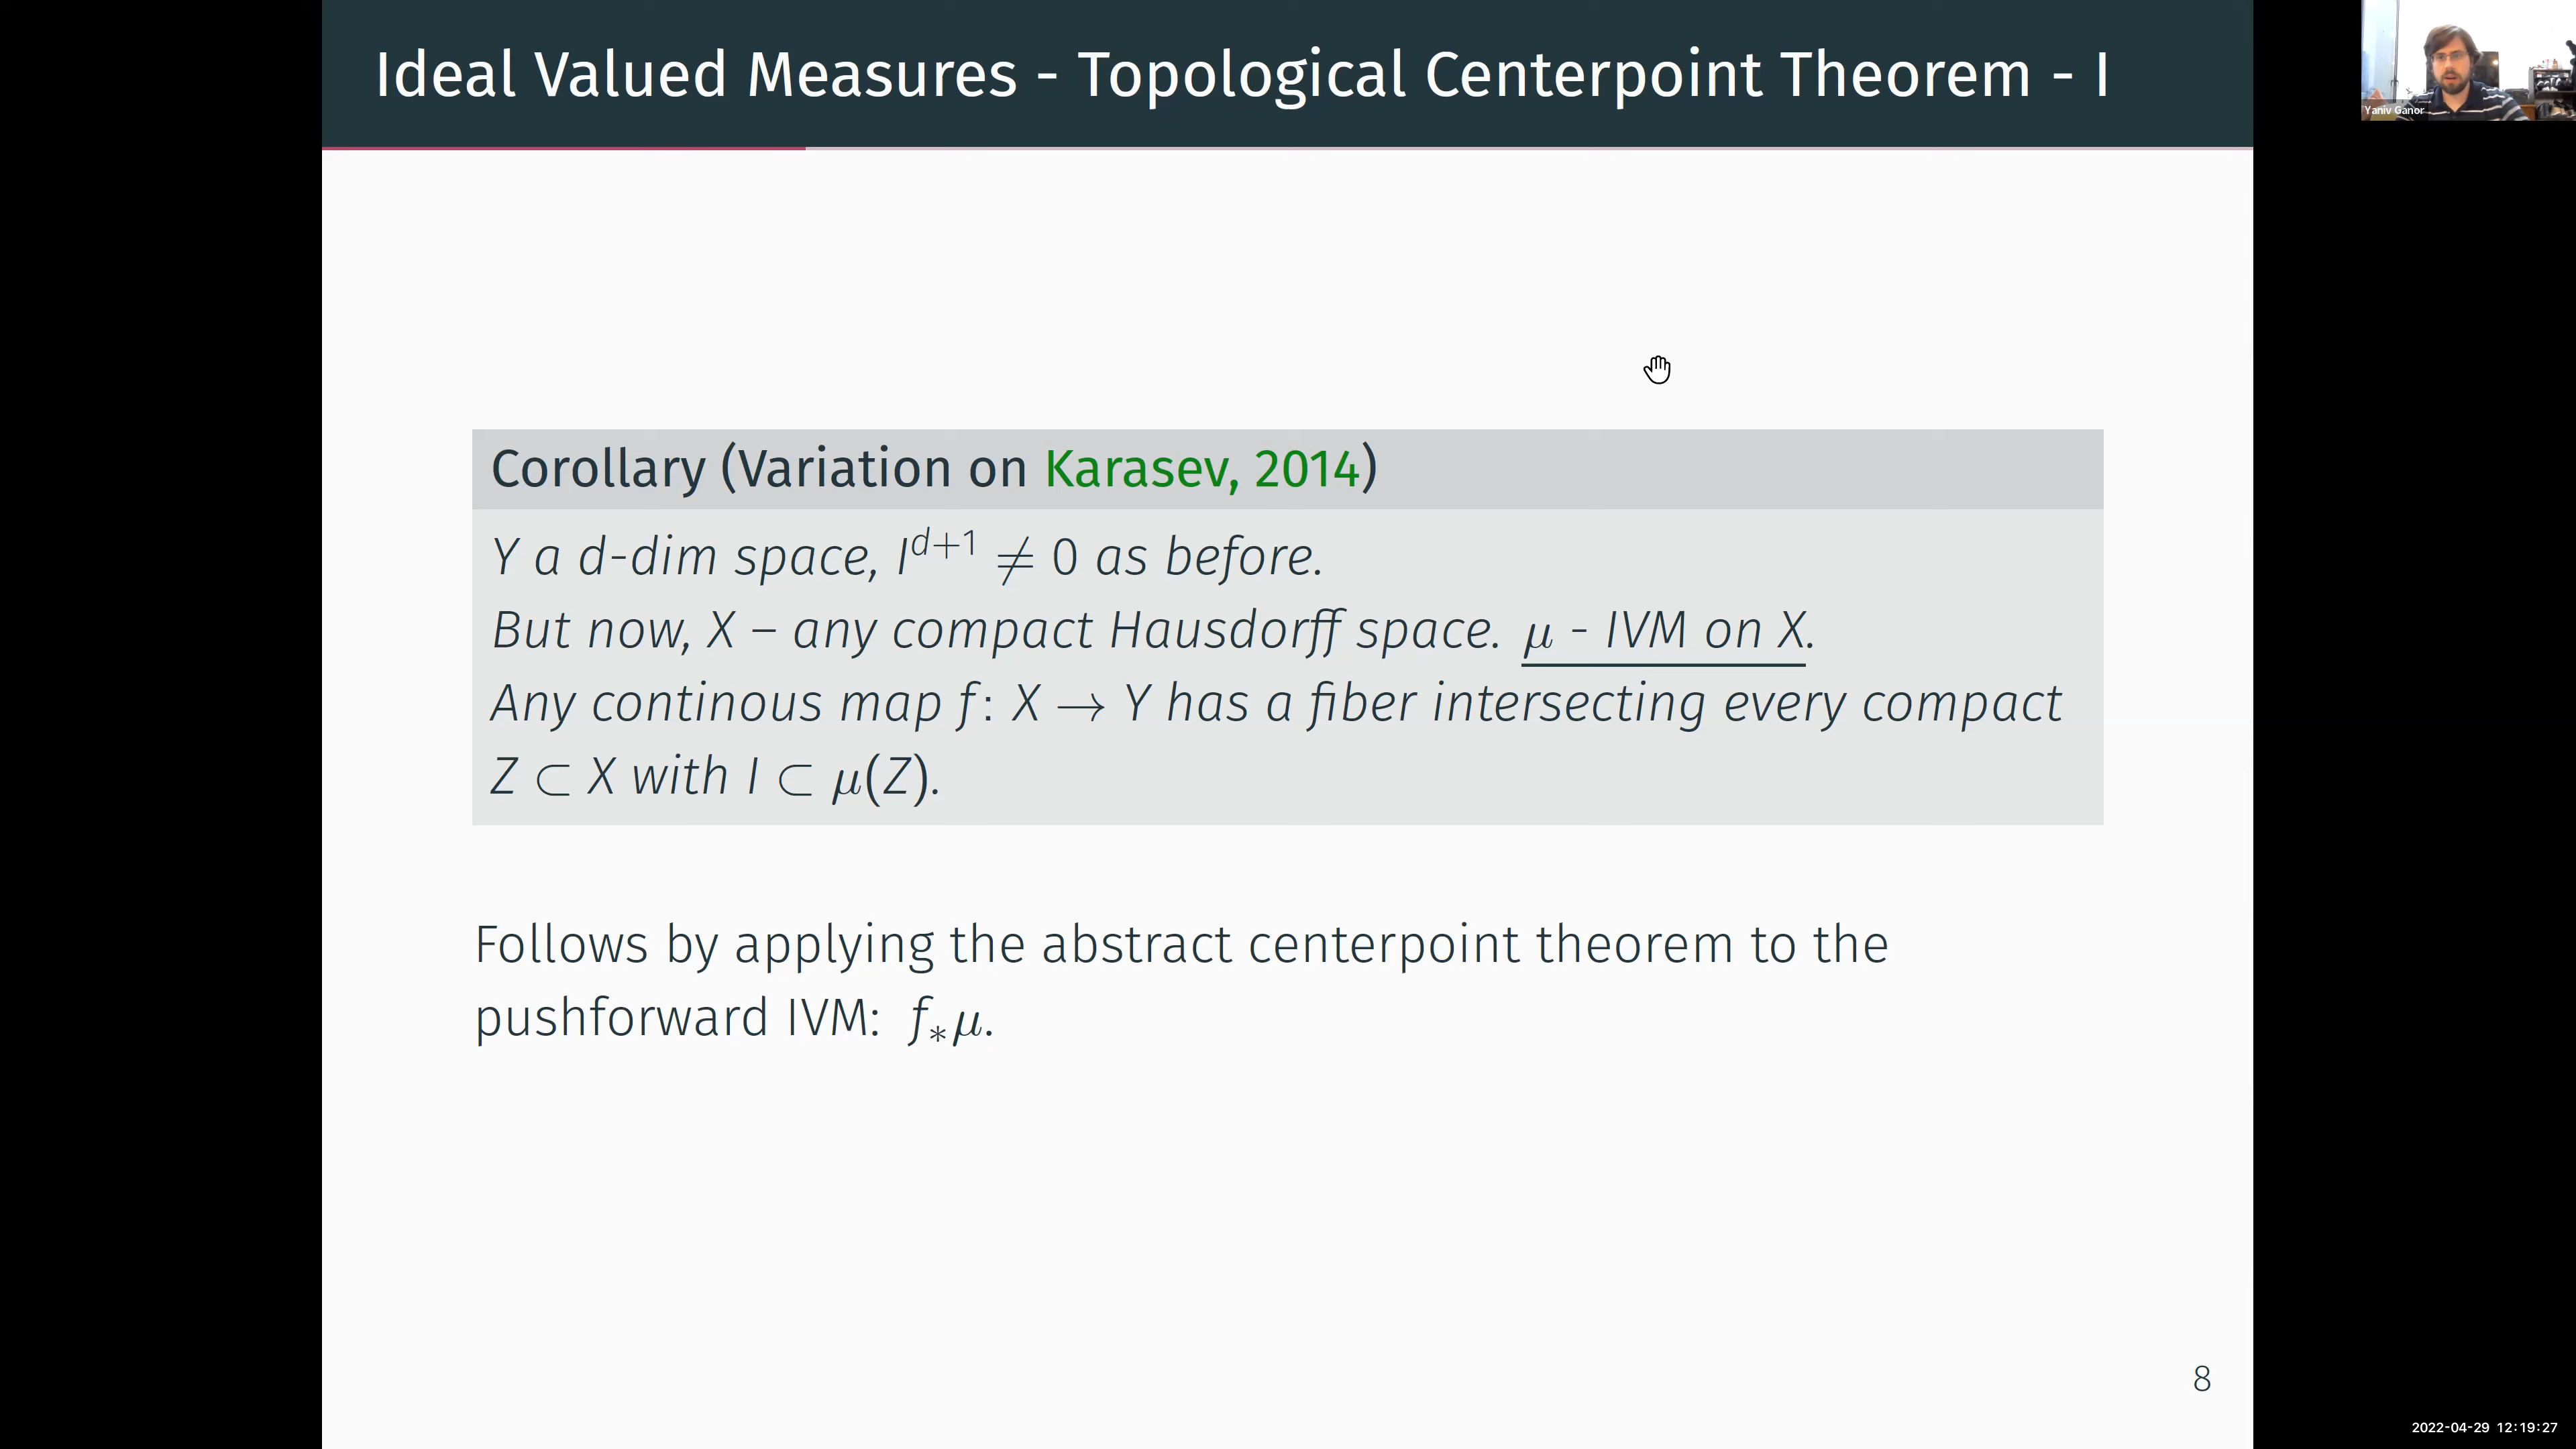 Ideal Valued Measures - Topological Centerpoint Theorem - I
Yaniv Ganor
Corollary (Variation on Karasev, 2014)
Y a d-dim space, I^{d+1} ≠ 0 as before.
But now, X – any compact Hausdorff space. μ - IVM on X.
Any continous map f: X → Y has a fiber intersecting every compact
Z ⊂ X with I ⊂ μ(Z).
Follows by applying the abstract centerpoint theorem to the
pushforward IVM: f_*μ.
8
2022-04-29 12:19:27